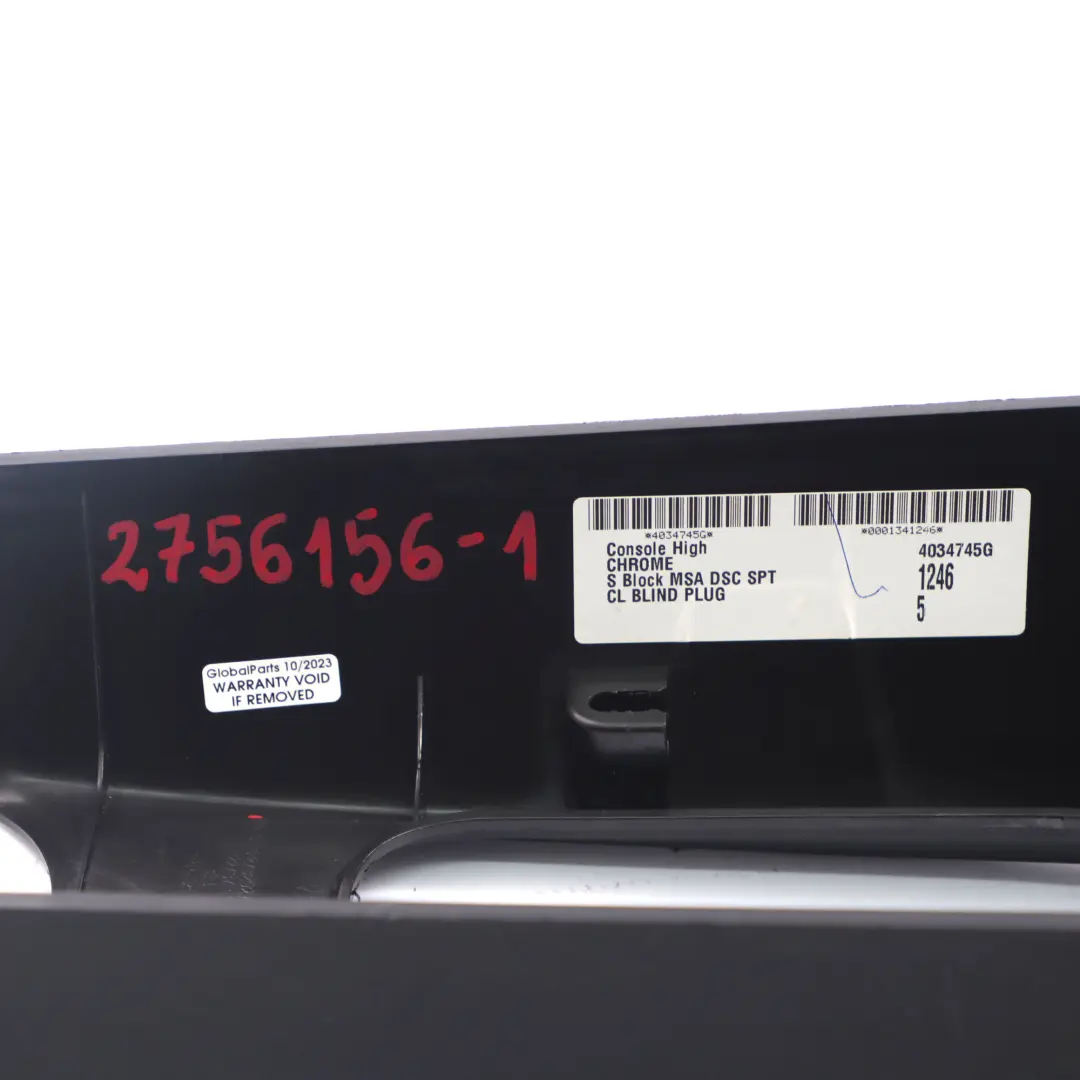 2756156-1
*4034745G*
*0001341246*
Console High
CHROME
S Block MSA DSC SPT
CL BLIND PLUG
4034745G
1246
5
GlobalParts 10/2023
WARRANTY VOID
IF REMOVED